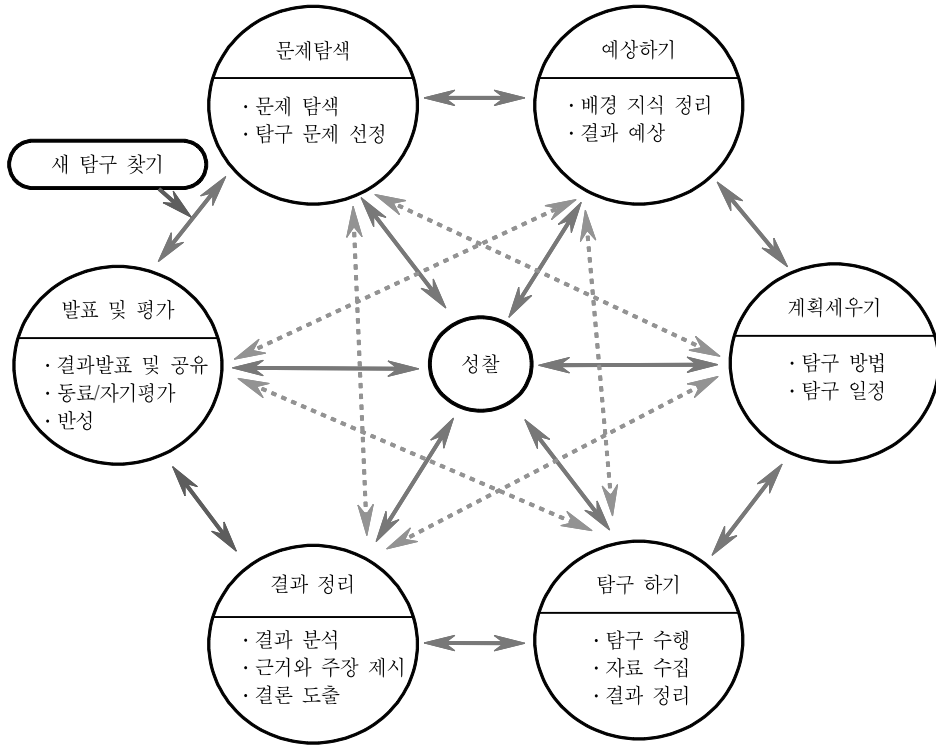 문제탐색
· 문제 탐색
· 탐구 문제 선정
예상하기
· 배경 지식 정리
· 결과 예상
새 탐구 찾기
발표 및 평가
· 결과발표 및 공유
· 동료/자기평가
· 반성
성찰
계획세우기
· 탐구 방법
· 탐구 일정
결과 정리
· 결과 분석
· 근거와 주장 제시
· 결론 도출
탐구 하기
· 탐구 수행
· 자료 수집
· 결과 정리